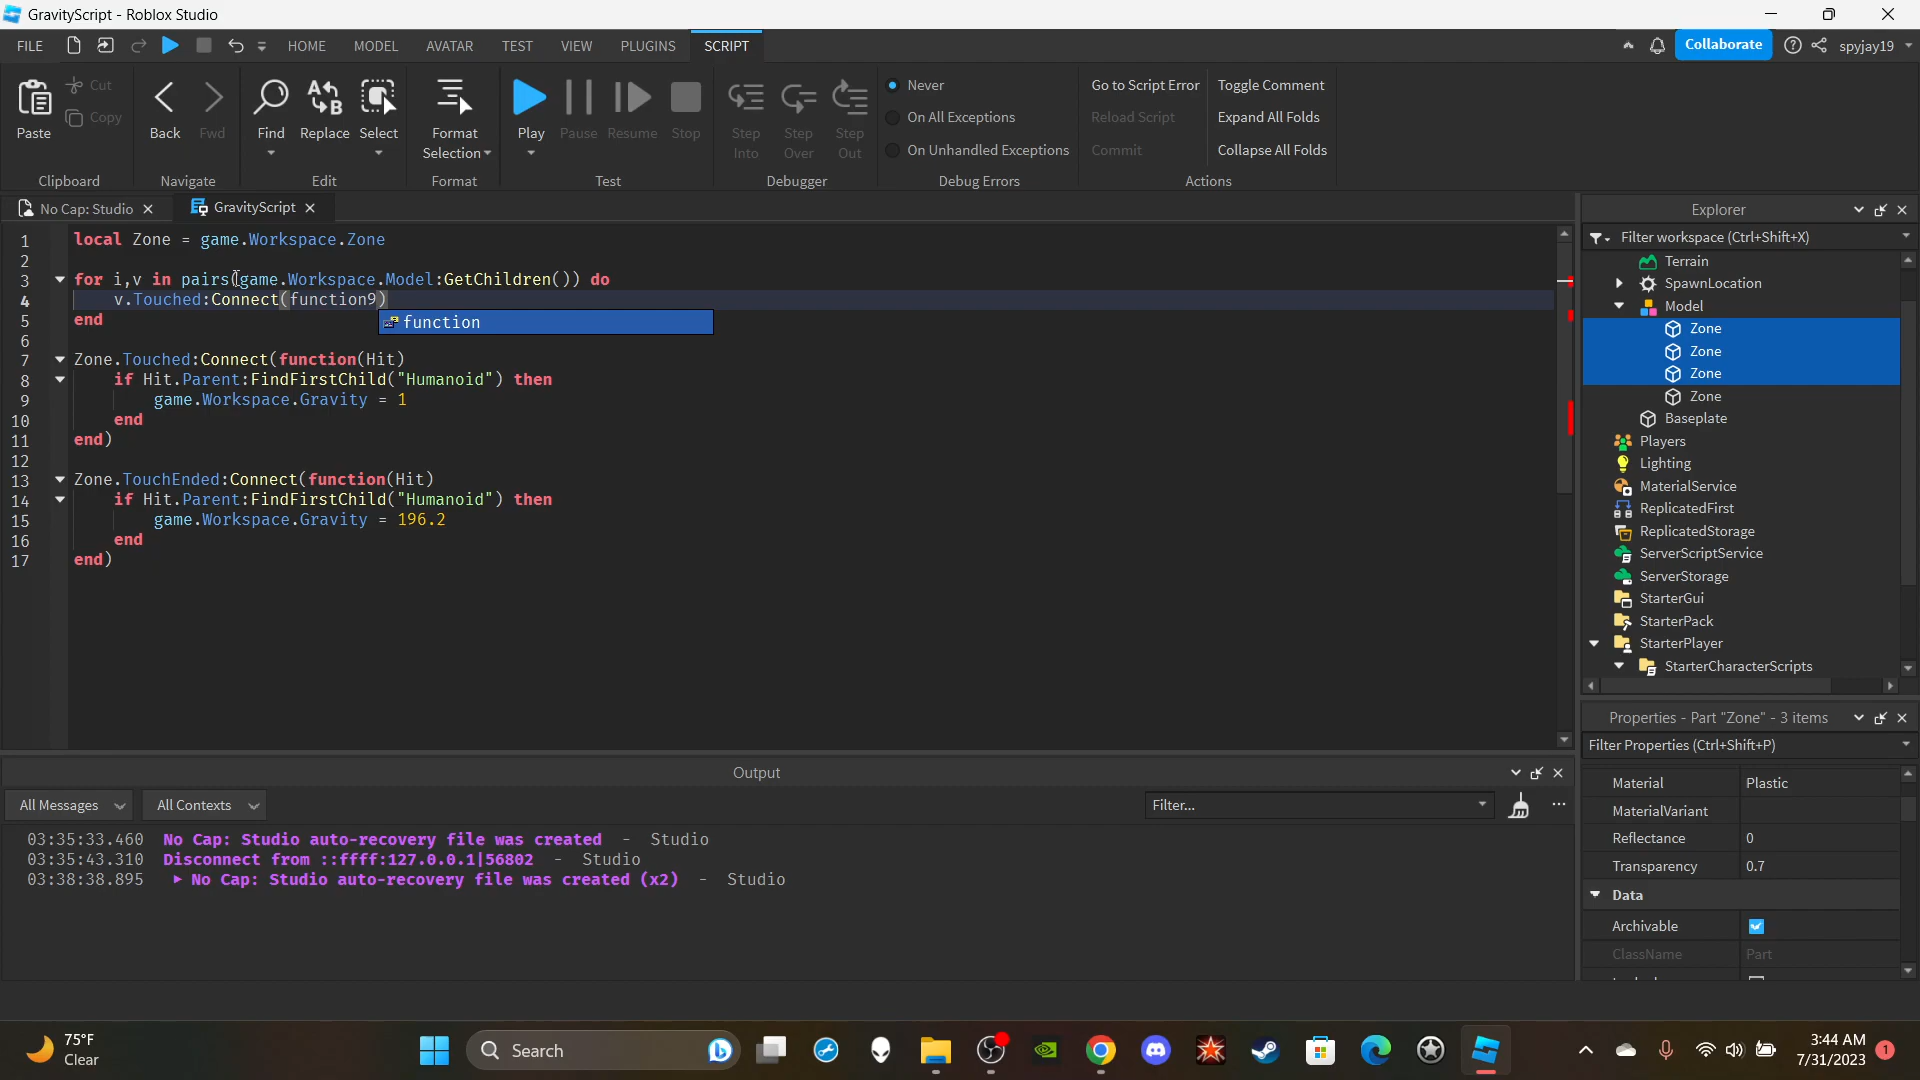 GravityScript - Roblox Studio
FILE HOME MODEL AVATAR TEST VIEW PLUGINS SCRIPT Collaborate spyjay19
Paste Cut Copy
Back Fwd
Find Replace Select
Format Selection
Play Pause Resume Stop
Step Into Step Over Step Out
Never
On All Exceptions
On Unhandled Exceptions
Go to Script Error Toggle Comment
Reload Script Expand All Folds
Commit Collapse All Folds
Clipboard Navigate Edit Format Test Debugger Debug Errors Actions
No Cap: Studio GravityScript
1 local Zone = game.Workspace.Zone
2
3 for i,v in pairs(game.Workspace.Model:GetChildren()) do
4 v.Touched:Connect(function9)
5 end
function
6
7 Zone.Touched:Connect(function(Hit)
8 if Hit.Parent:FindFirstChild("Humanoid") then
9 game.Workspace.Gravity = 1
10 end
11 end)
12
13 Zone.TouchEnded:Connect(function(Hit)
14 if Hit.Parent:FindFirstChild("Humanoid") then
15 game.Workspace.Gravity = 196.2
16 end
17 end)
Explorer
Filter workspace (Ctrl+Shift+X)
Terrain
SpawnLocation
Model
Zone
Zone
Zone
Zone
Baseplate
Players
Lighting
MaterialService
ReplicatedFirst
ReplicatedStorage
ServerScriptService
ServerStorage
StarterGui
StarterPack
StarterPlayer
StarterCharacterScripts
Properties - Part "Zone" - 3 items
Filter Properties (Ctrl+Shift+P)
Material Plastic
MaterialVariant
Reflectance 0
Transparency 0.7
Data
Archivable
ClassName Part
Output
All Messages All Contexts Filter... ...
03:35:33.460 No Cap: Studio auto-recovery file was created - Studio
03:35:43.310 Disconnect from ::ffff:127.0.0.1|56802 - Studio
03:38:38.895 No Cap: Studio auto-recovery file was created (x2) - Studio
75°F
Clear
Search
3:44 AM
7/31/2023
1